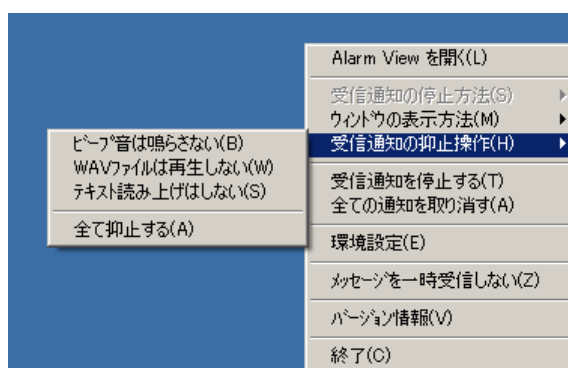 Alarm View を開く(L)
受信通知の停止方法(S)
ウィンドウの表示方法(M)
受信通知の抑止操作(H)
ビープ音は鳴らさない(B)
WAVファイルは再生しない(W)
テキスト読み上げはしない(S)
全て抑止する(A)
受信通知を停止する(T)
全ての通知を取り消す(A)
環境設定(E)
メッセージを一時受信しない(Z)
バージョン情報(V)
終了(C)